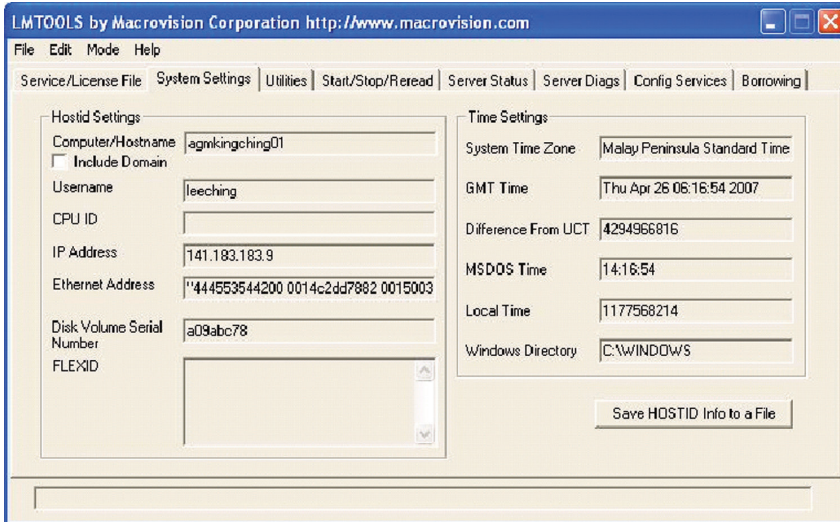 LMTOOLS by Macrovision Corporation http://www.macrovision.com
File Edit Mode Help
Service/License File System Settings Utilities Start/Stop/Reread Server Status Server Diags Config Services Borrowing
Hostid Settings
Computer/Hostname agmkingching01
Include Domain
Username leeching
CPU ID
IP Address 141.183.183.9
Ethernet Address "444553544200 0014c2dd7882 0015003
Disk Volume Serial
Number a09abc78
FLEXID
Time Settings
System Time Zone Malay Peninsula Standard Time
GMT Time Thu Apr 26 06:16:54 2007
Difference From UCT 4294966816
MSDOS Time 14:16:54
Local Time 1177568214
Windows Directory C:\WINDOWS
Save HOSTID Info to a File